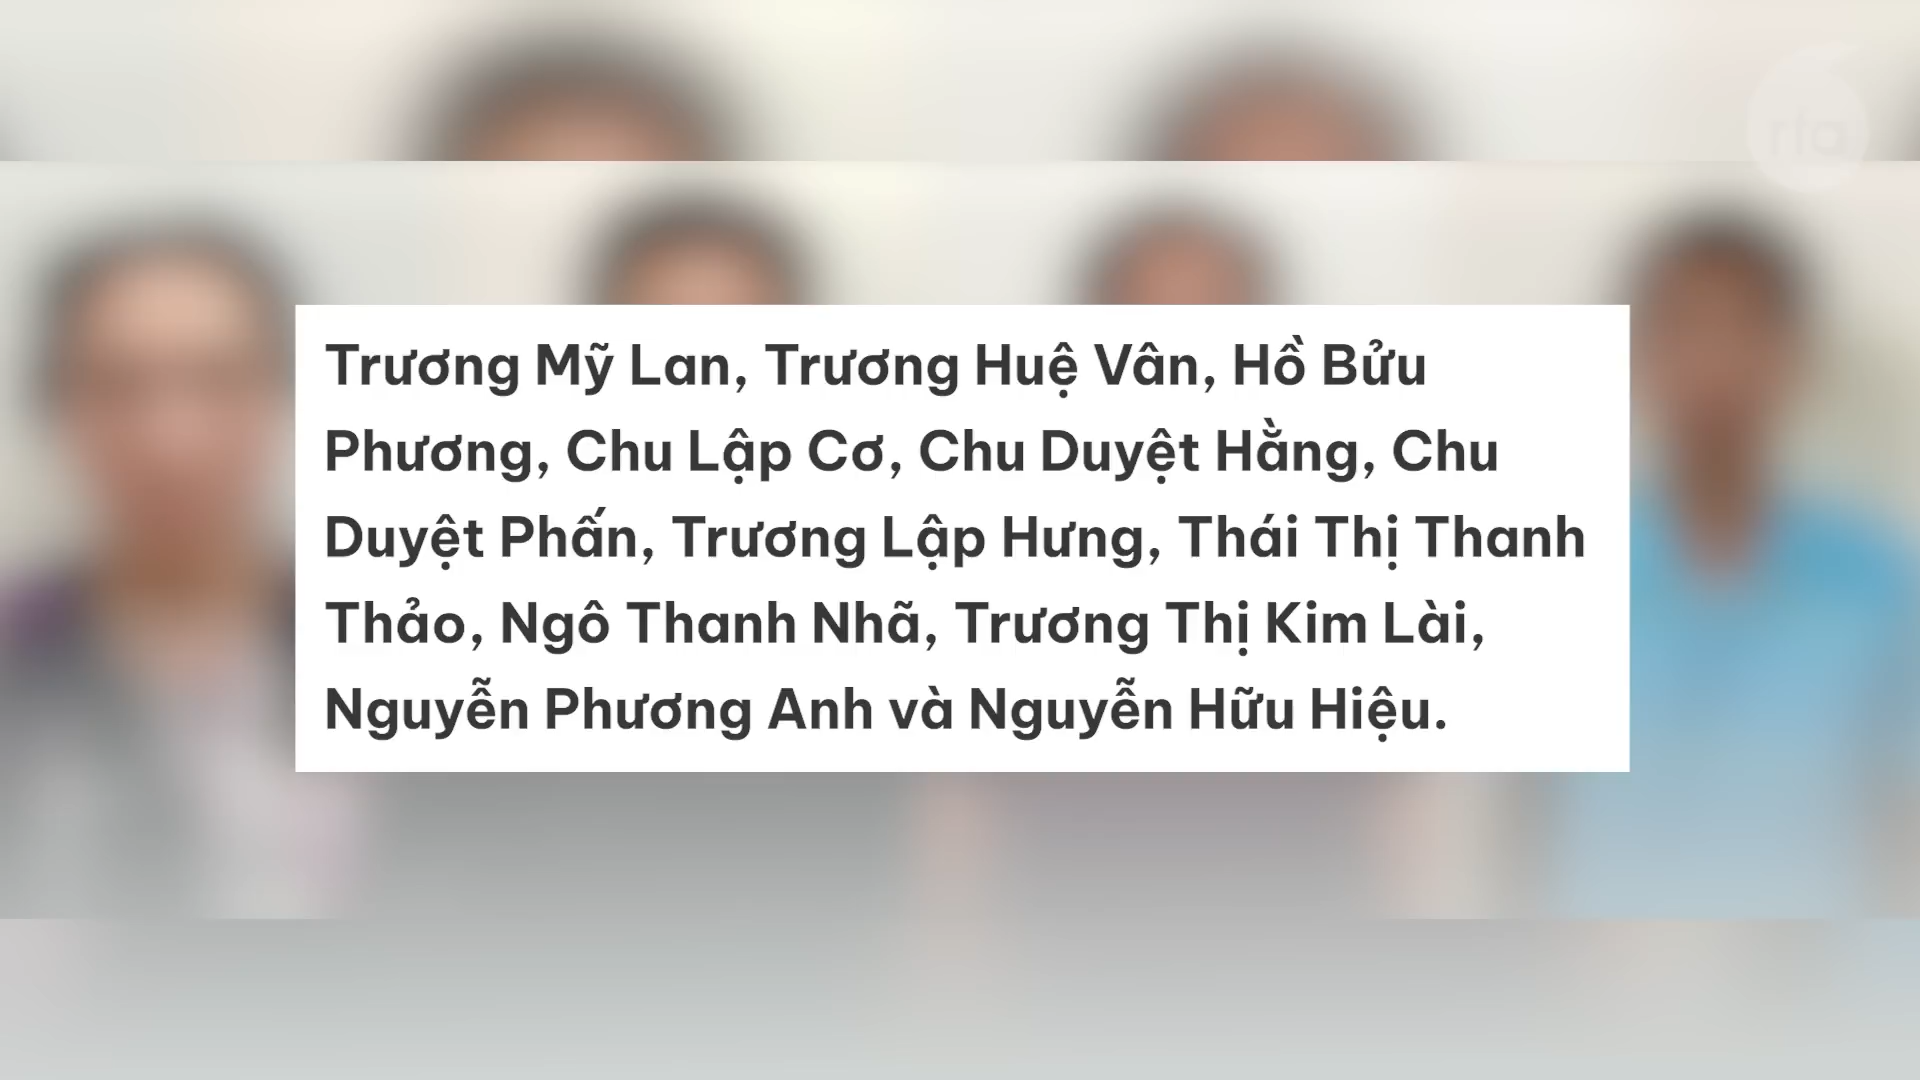 rfa
Trương Mỹ Lan, Trương Huệ Vân, Hồ Bửu
Phương, Chu Lập Cơ, Chu Duyệt Hằng, Chu
Duyệt Phấn, Trương Lập Hưng, Thái Thị Thanh
Thảo, Ngô Thanh Nhã, Trương Thị Kim Lài,
Nguyễn Phương Anh và Nguyễn Hữu Hiệu.